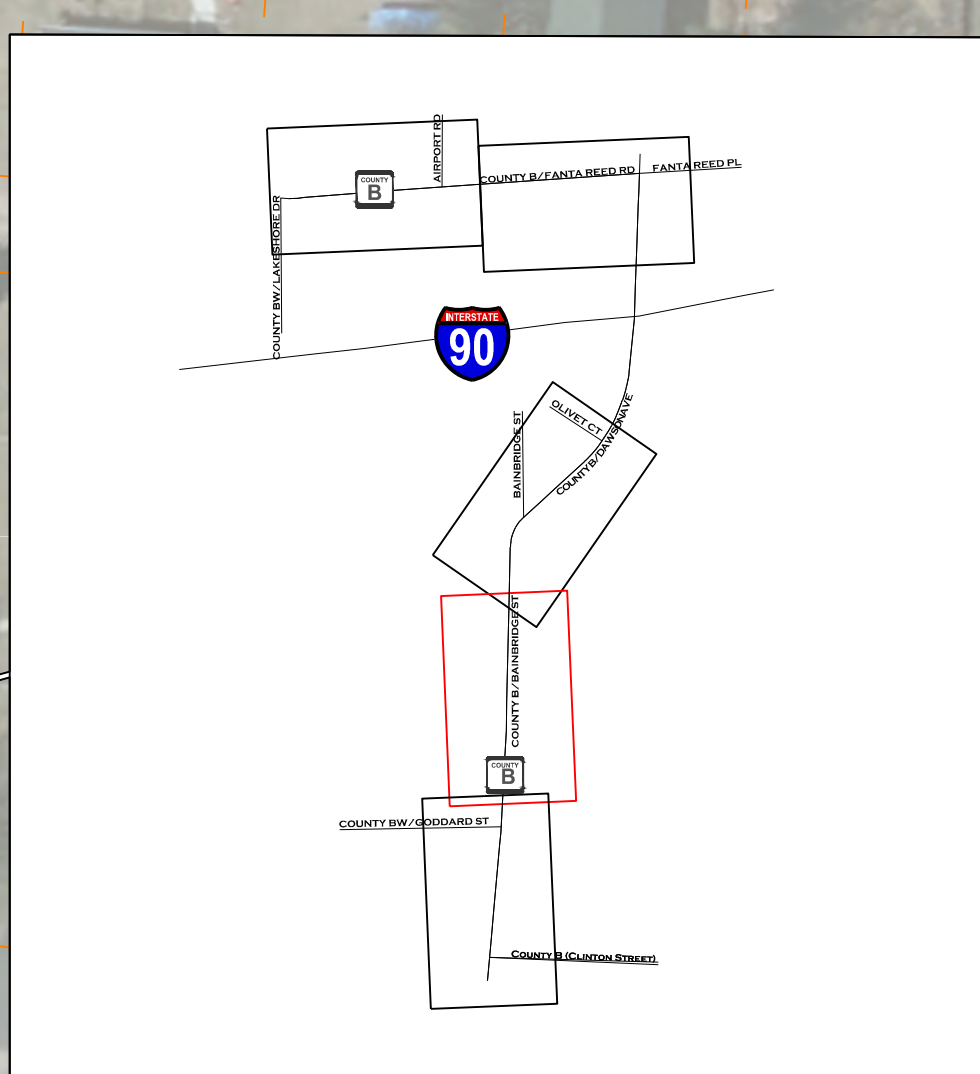 AIRPORT RD
COUNTY
B
COUNTY B/FANTA REED RD
FANTA REED PL
COUNTY BW/LAKESHORE DR
INTERSTATE
90
OLIVET CT
BAINBRIDGE ST
COUNTY B/DAWSON AVE
COUNTY B/BAINBRIDGE ST
COUNTY
B
COUNTY BW/GODDARD ST
COUNTY B (CLINTON STREET)